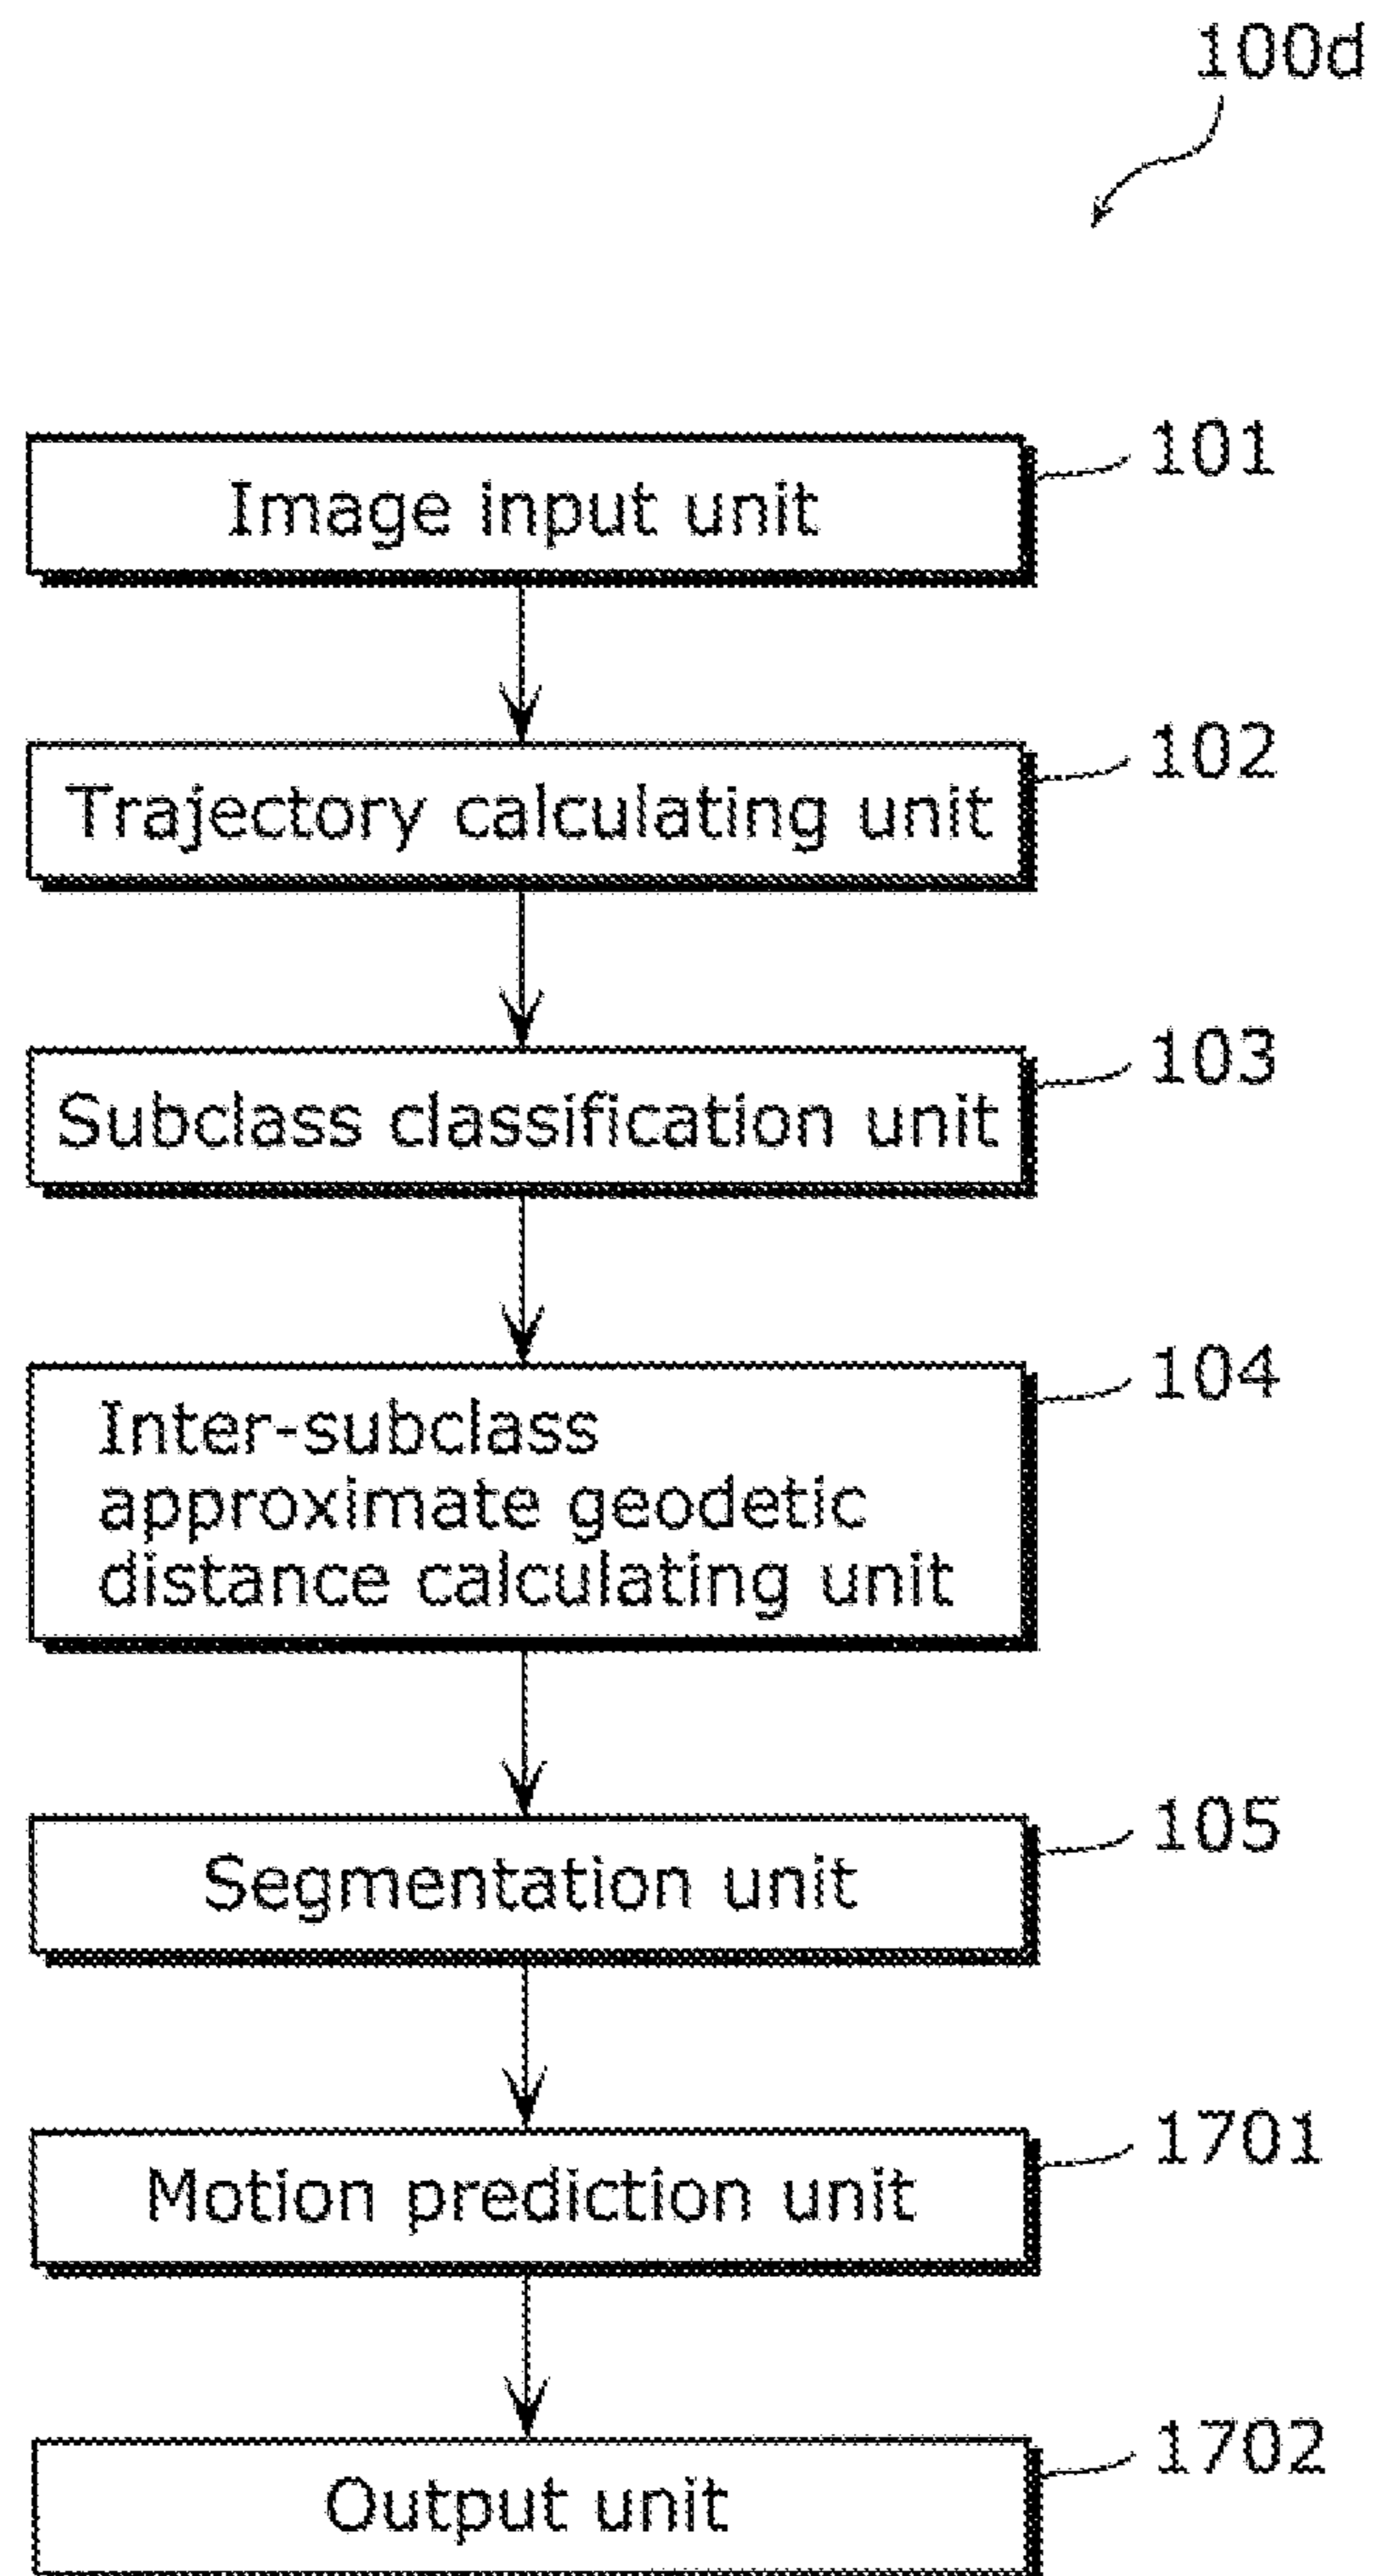 100d
101
Image input unit
102
Trajectory calculating unit
103
Subclass classification unit
104
Inter-subclass
approximate geodetic
distance calculating unit
105
Segmentation unit
1701
Motion prediction unit
1702
Output unit